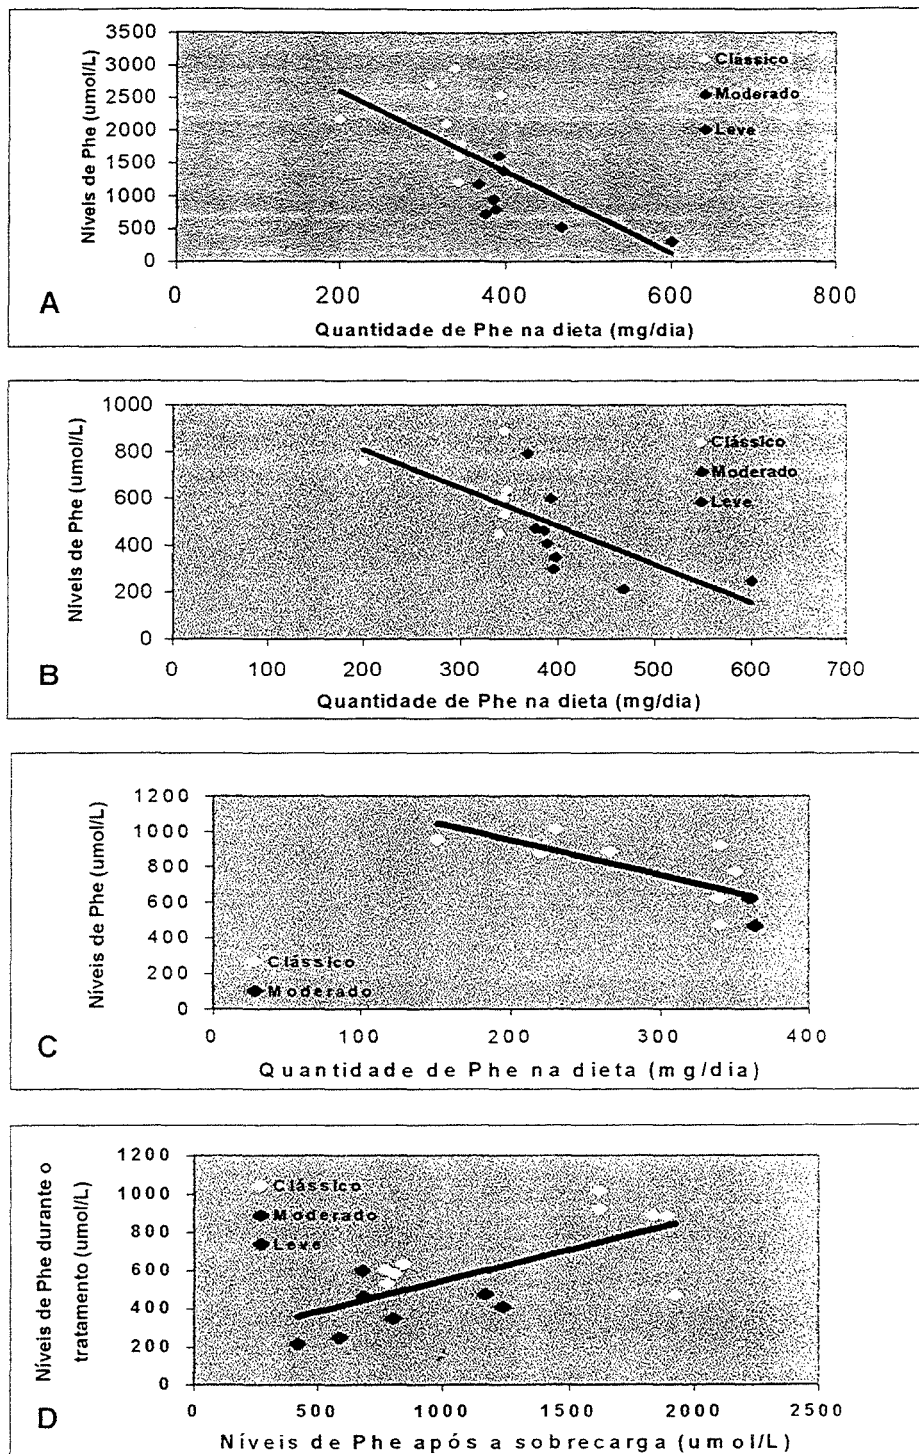 3500
3000
2500
2000
1500
1000
500
0
Níveis de Phe (umol/L)
Clássico
Moderado
Leve
0 200 400 600 800
Quantidade de Phe na dieta (mg/dia)
A
1000
800
600
400
200
0
Níveis de Phe (umol/L)
Clássico
Moderado
Leve
0 100 200 300 400 500 600 700
Quantidade de Phe na dieta (mg/dia)
B
1200
1000
800
600
400
200
0
Níveis de Phe (umol/L)
Clássico
Moderado
0 100 200 300 400
Quantidade de Phe na dieta (mg/dia)
C
1200
1000
800
600
400
200
0
Níveis de Phe durante o
tratamento (umol/L)
Clássico
Moderado
Leve
0 500 1000 1500 2000 2500
Níveis de Phe após a sobrecarga (umol/L)
D